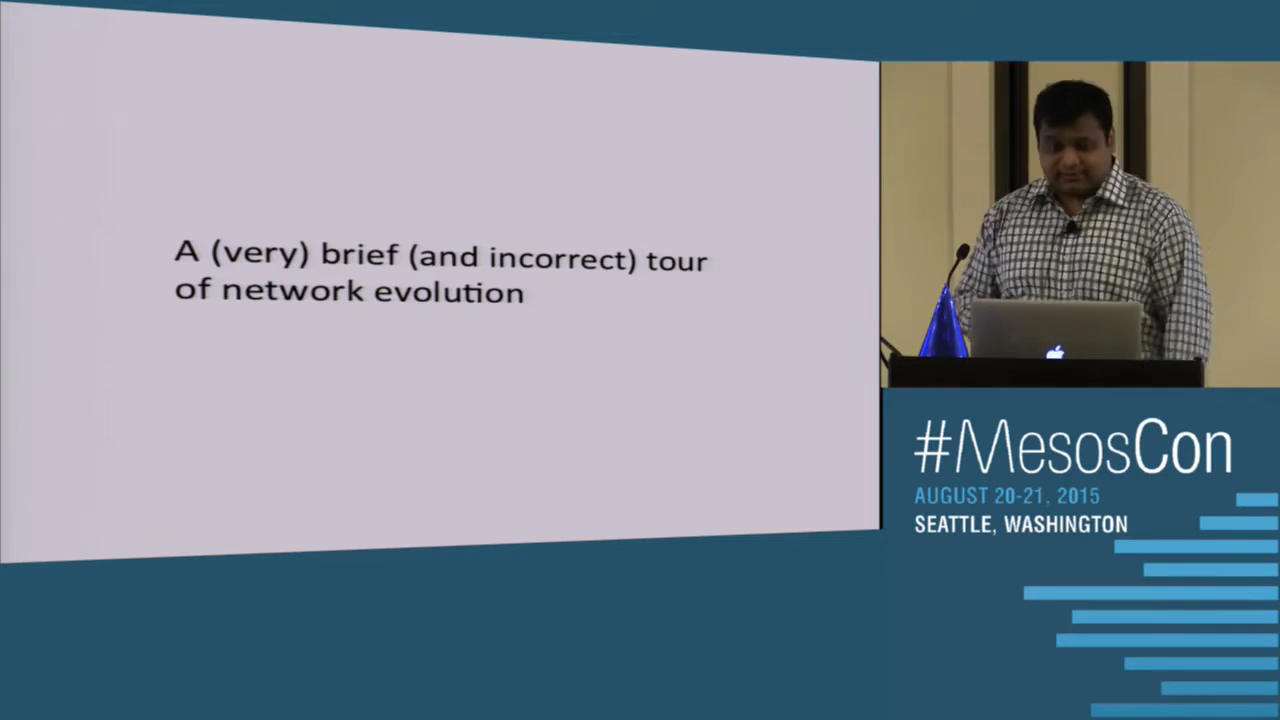 A (very) brief (and incorrect) tour
of network evolution
#MesosCon
AUGUST 20-21, 2015
SEATTLE, WASHINGTON